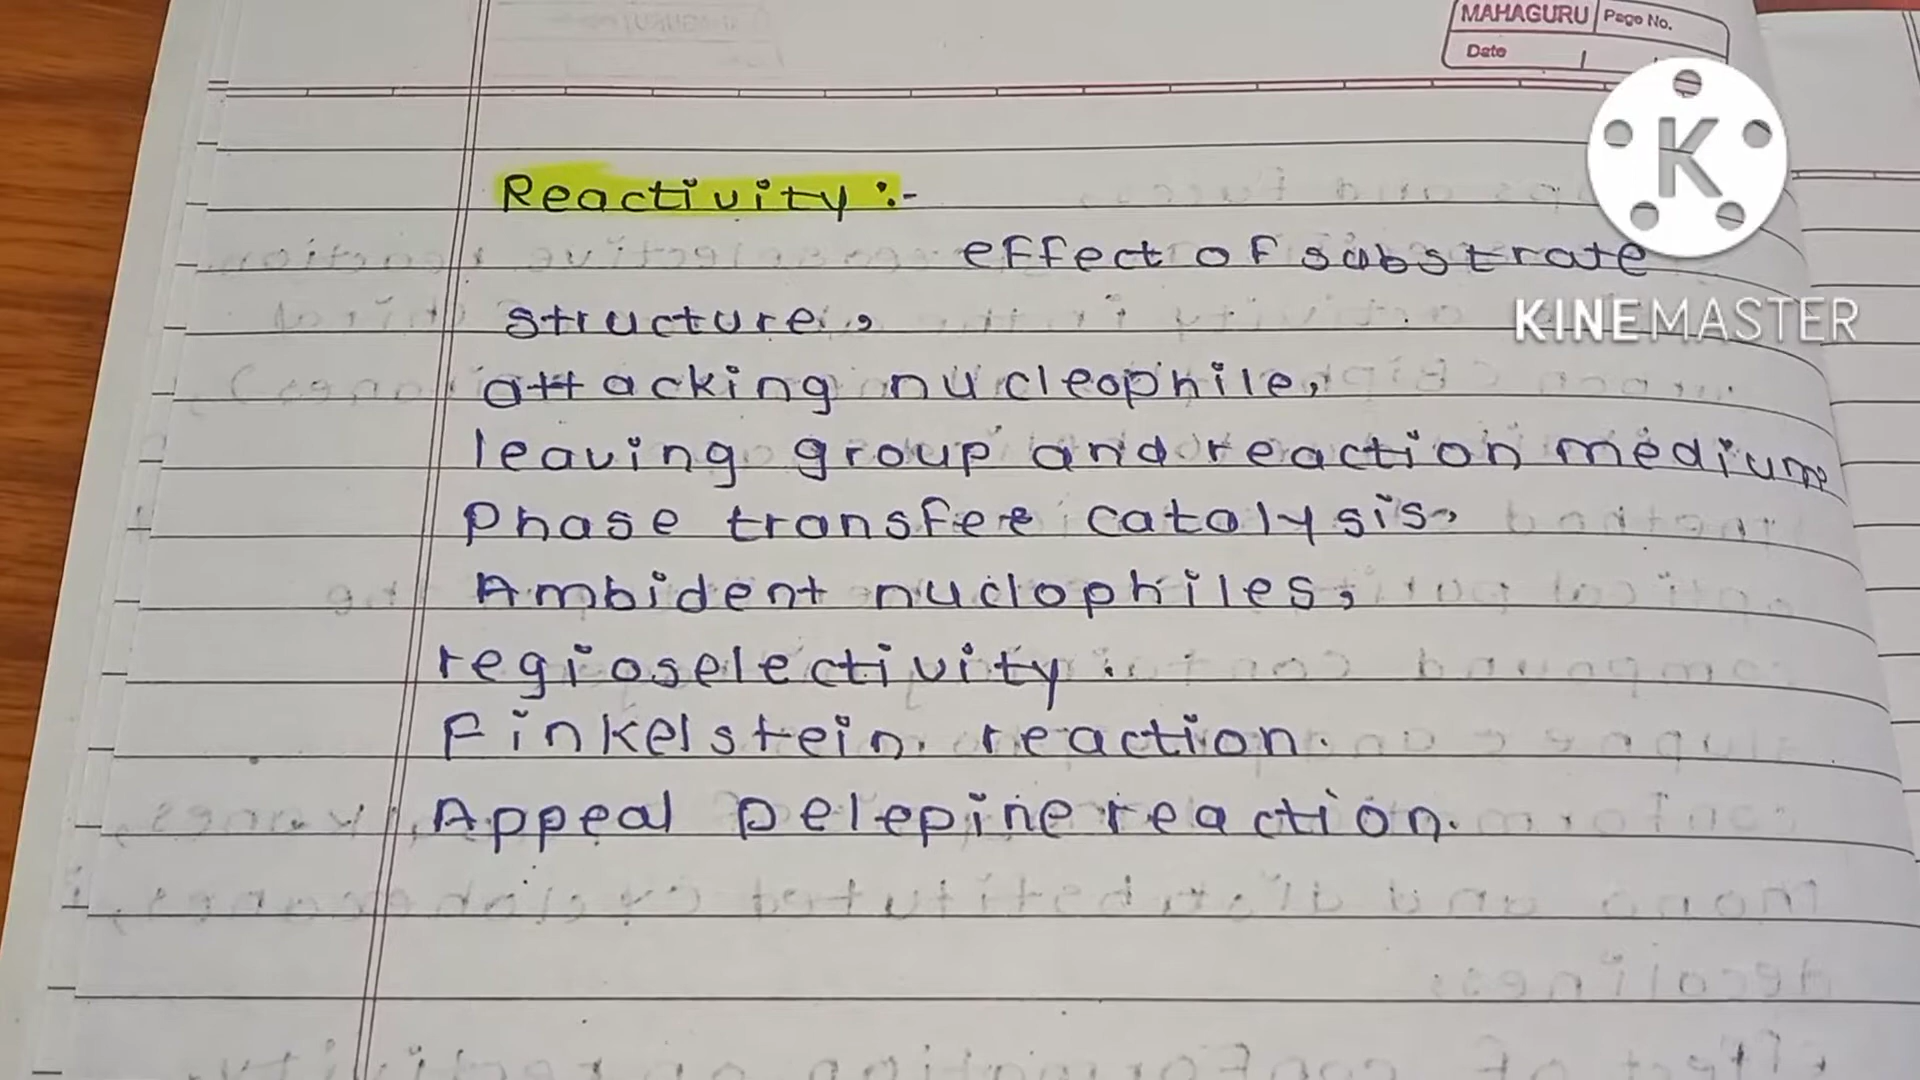 MAHAGURU Page No.
Date
K
KINEMASTER
Reactivity :-
effect of substrate
structure,
attacking nucleophile,
leaving group and reaction medium
Phase transfer catalysis,
Ambident nuclophiles,
regioselectivity.
Finkelstein reaction.
Appeal Delepine reaction.